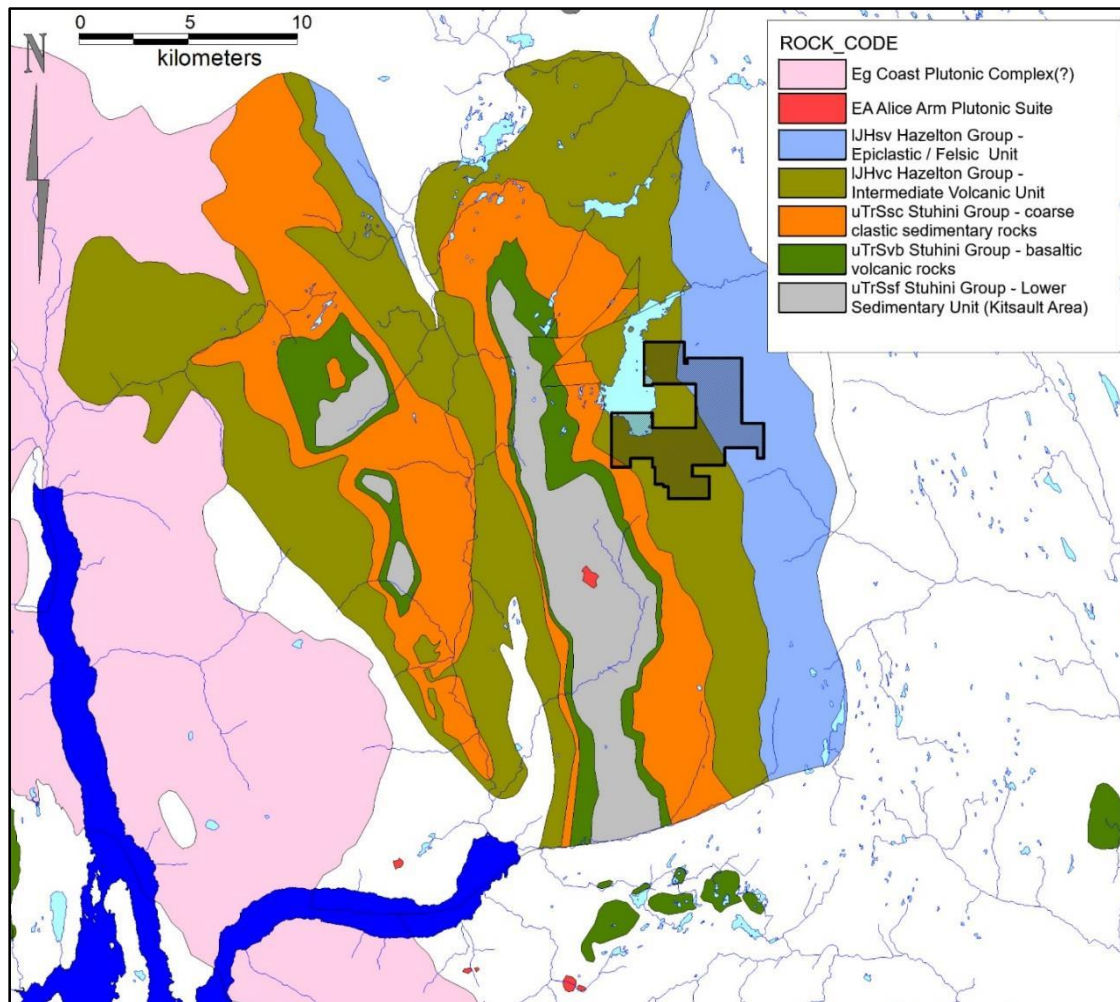 0 5 10
kilometers
N
ROCK_CODE
Eg Coast Plutonic Complex(?)
EA Alice Arm Plutonic Suite
lJHsv Hazelton Group -
Epiclastic / Felsic Unit
lJHvc Hazelton Group -
Intermediate Volcanic Unit
uTrSsc Stuhini Group - coarse
clastic sedimentary rocks
uTrSvb Stuhini Group - basaltic
volcanic rocks
uTrSsf Stuhini Group - Lower
Sedimentary Unit (Kitsault Area)